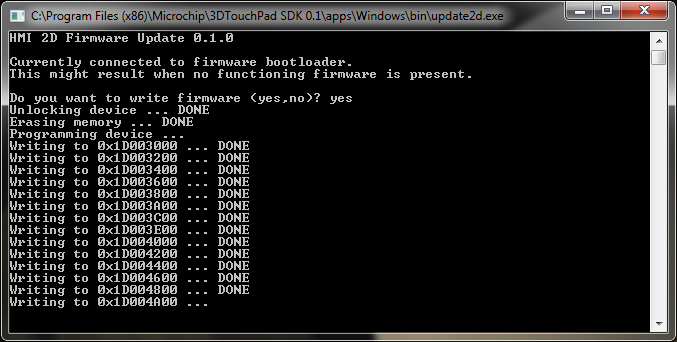 C:\Program Files (x86)\Microchip\3DTouchPad SDK 0.1\apps\Windows\bin\update2d.exe
HMI 2D Firmware Update 0.1.0
Currently connected to firmware bootloader.
This might result when no functioning firmware is present.
Do you want to write firmware (yes,no)? yes
Unlocking device ... DONE
Erasing memory ... DONE
Programming device ...
Writing to 0x1D003000 ... DONE
Writing to 0x1D003200 ... DONE
Writing to 0x1D003400 ... DONE
Writing to 0x1D003600 ... DONE
Writing to 0x1D003800 ... DONE
Writing to 0x1D003A00 ... DONE
Writing to 0x1D003C00 ... DONE
Writing to 0x1D003E00 ... DONE
Writing to 0x1D004000 ... DONE
Writing to 0x1D004200 ... DONE
Writing to 0x1D004400 ... DONE
Writing to 0x1D004600 ... DONE
Writing to 0x1D004800 ... DONE
Writing to 0x1D004A00 ...